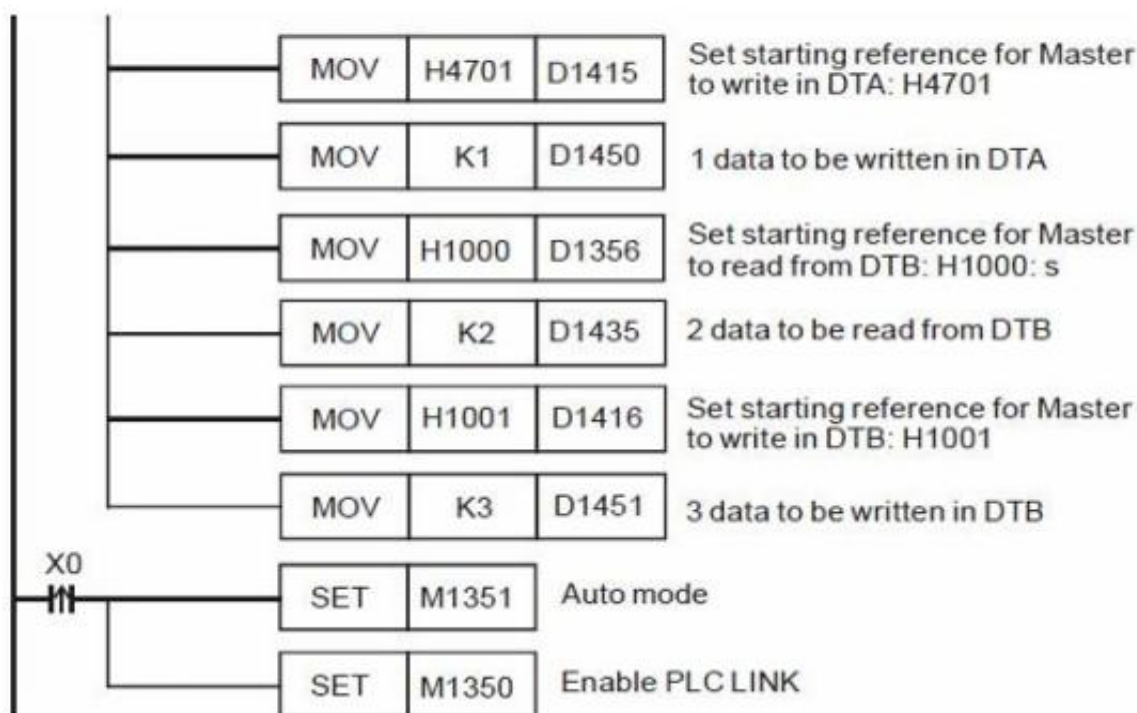 MOV H4701 D1415 Set starting reference for Master
to write in DTA: H4701
MOV K1 D1450 1 data to be written in DTA
MOV H1000 D1356 Set starting reference for Master
to read from DTB: H1000: s
MOV K2 D1435 2 data to be read from DTB
MOV H1001 D1416 Set starting reference for Master
to write in DTB: H1001
MOV K3 D1451 3 data to be written in DTB
X0
SET M1351 Auto mode
SET M1350 Enable PLC LINK